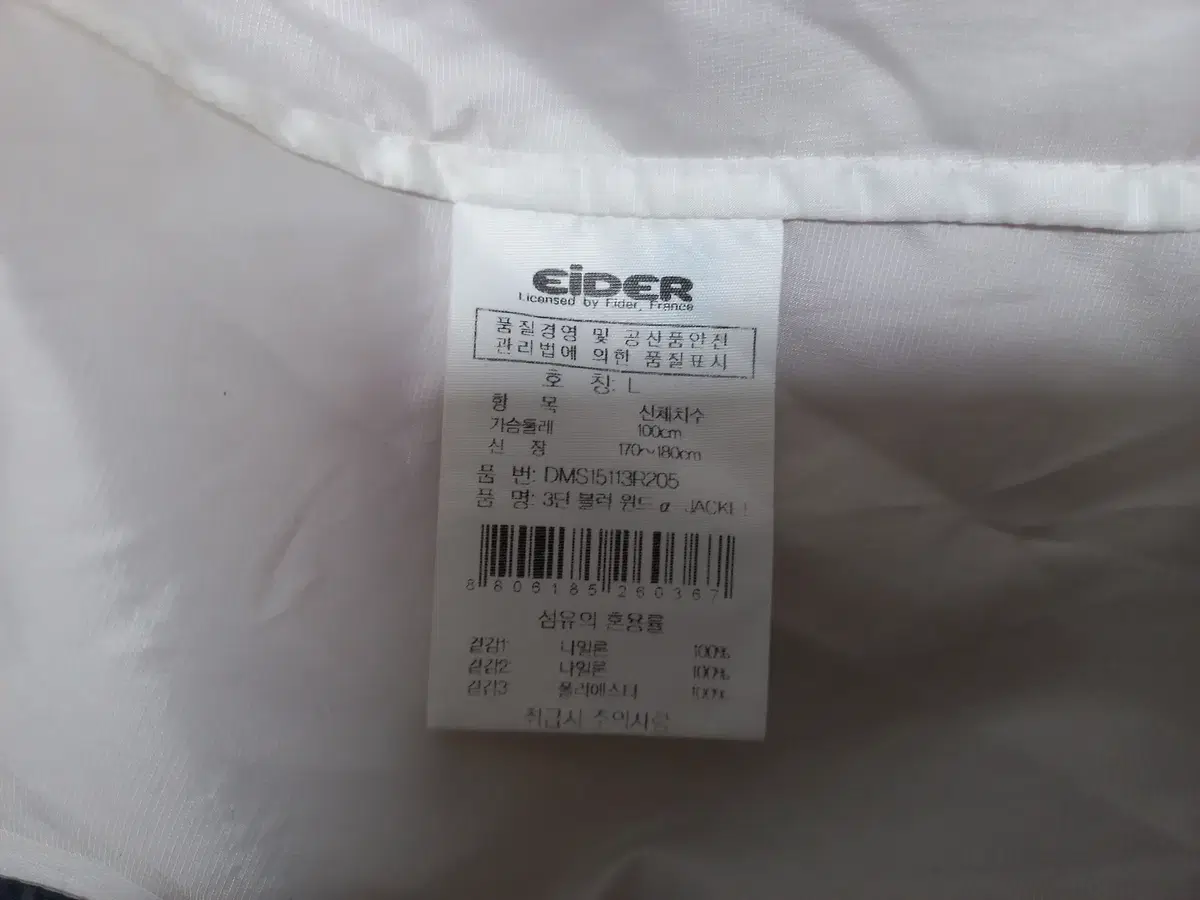 EiDER
Licensed by Eider, France
품질경영 및 공산품안전
관리법에 의한 품질표시
호 칭: L
항 목 신체치수
가슴둘레 100cm
신 장 170~180cm
품 번: DMS15113R205
품 명: 3단 블럭 윈드 α JACKET
8 806185 260367
섬유의 혼용률
겉감1: 나일론 100%
겉감2: 나일론 100%
겉감3: 폴리에스터 100%
취급시 주의사항